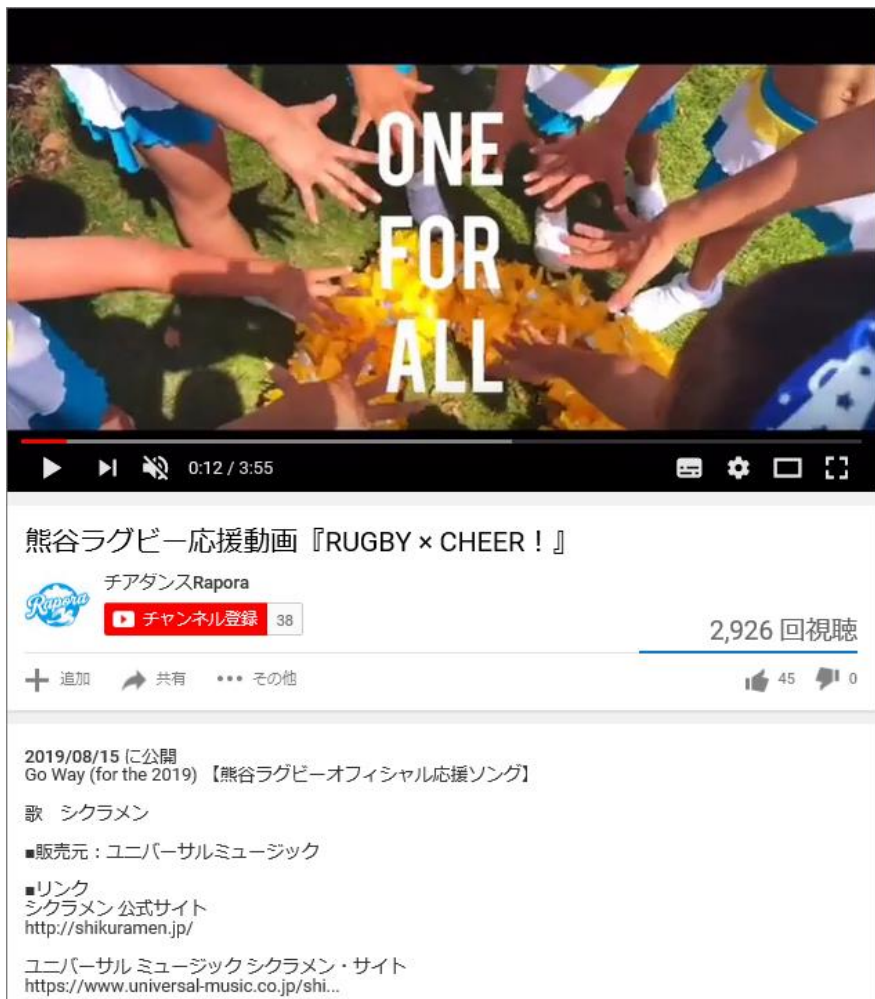 ONE
FOR
ALL
0:12 / 3:55
熊谷ラグビー応援動画『RUGBY × CHEER！』
Rapora
チアダンスRapora
チャンネル登録 38
2,926 回視聴
追加 共有 その他 45 0
2019/08/15 に公開
Go Way (for the 2019) 【熊谷ラグビーオフィシャル応援ソング】
歌　シクラメン
■販売元：ユニバーサルミュージック
■リンク
シクラメン 公式サイト
http://shikuramen.jp/
ユニバーサル ミュージック シクラメン・サイト
https://www.universal-music.co.jp/shi...